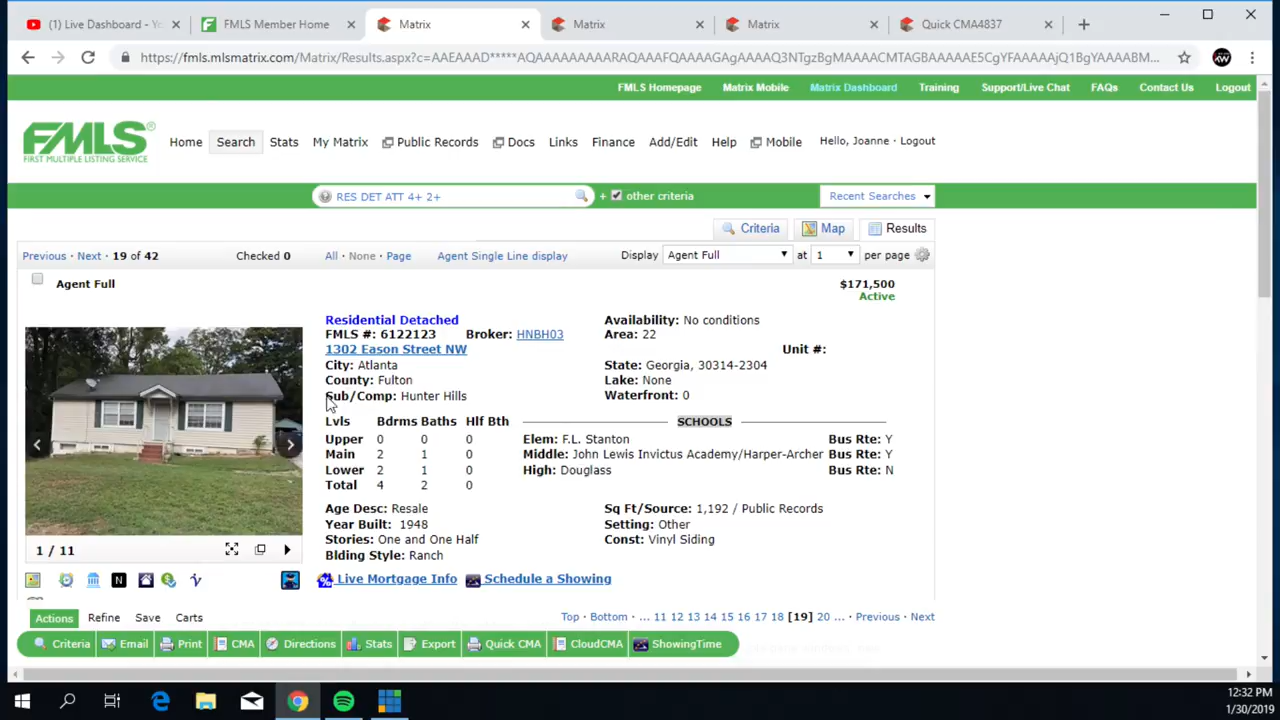 (1) Live Dashboard - Y
FMLS Member Home
Matrix
Matrix
Matrix
Quick CMA4837
https://fmls.mlsmatrix.com/Matrix/Results.aspx?c=AAEAAAD*****AQAAAAAAAAARAQAAAFQAAAAGAgAAAAQ3NTgzBgMAAAACMTAGBAAAAAE5CgYFAAAAAjQ1BgYAAAABM...
FMLS Homepage Matrix Mobile Matrix Dashboard Training Support/Live Chat FAQs Contact Us Logout
FMLS®
FIRST MULTIPLE LISTING SERVICE
Home Search Stats My Matrix Public Records Docs Links Finance Add/Edit Help Mobile Hello, Joanne · Logout
RES DET ATT 4+ 2+ + other criteria Recent Searches
Criteria Map Results
Previous · Next · 19 of 42 Checked 0 All · None · Page Agent Single Line display Display Agent Full at 1 per page
Agent Full $171,500
Active
Residential Detached Availability: No conditions
FMLS #: 6122123 Broker: HNBH03 Area: 22
1302 Eason Street NW Unit #:
City: Atlanta State: Georgia, 30314-2304
County: Fulton Lake: None
Sub/Comp: Hunter Hills Waterfront: 0
Lvls Bdrms Baths Hlf Bth SCHOOLS
Upper 0 0 0 Elem: F.L. Stanton Bus Rte: Y
Main 2 1 0 Middle: John Lewis Invictus Academy/Harper-Archer Bus Rte: Y
Lower 2 1 0 High: Douglass Bus Rte: N
Total 4 2 0
Age Desc: Resale Sq Ft/Source: 1,192 / Public Records
Year Built: 1948 Setting: Other
Stories: One and One Half Const: Vinyl Siding
Blding Style: Ranch
1 / 11
Live Mortgage Info Schedule a Showing
Actions Refine Save Carts Top · Bottom · ... 11 12 13 14 15 16 17 18 [19] 20 ... · Previous · Next
Criteria Email Print CMA Directions Stats Export Quick CMA CloudCMA ShowingTime
12:32 PM
1/30/2019